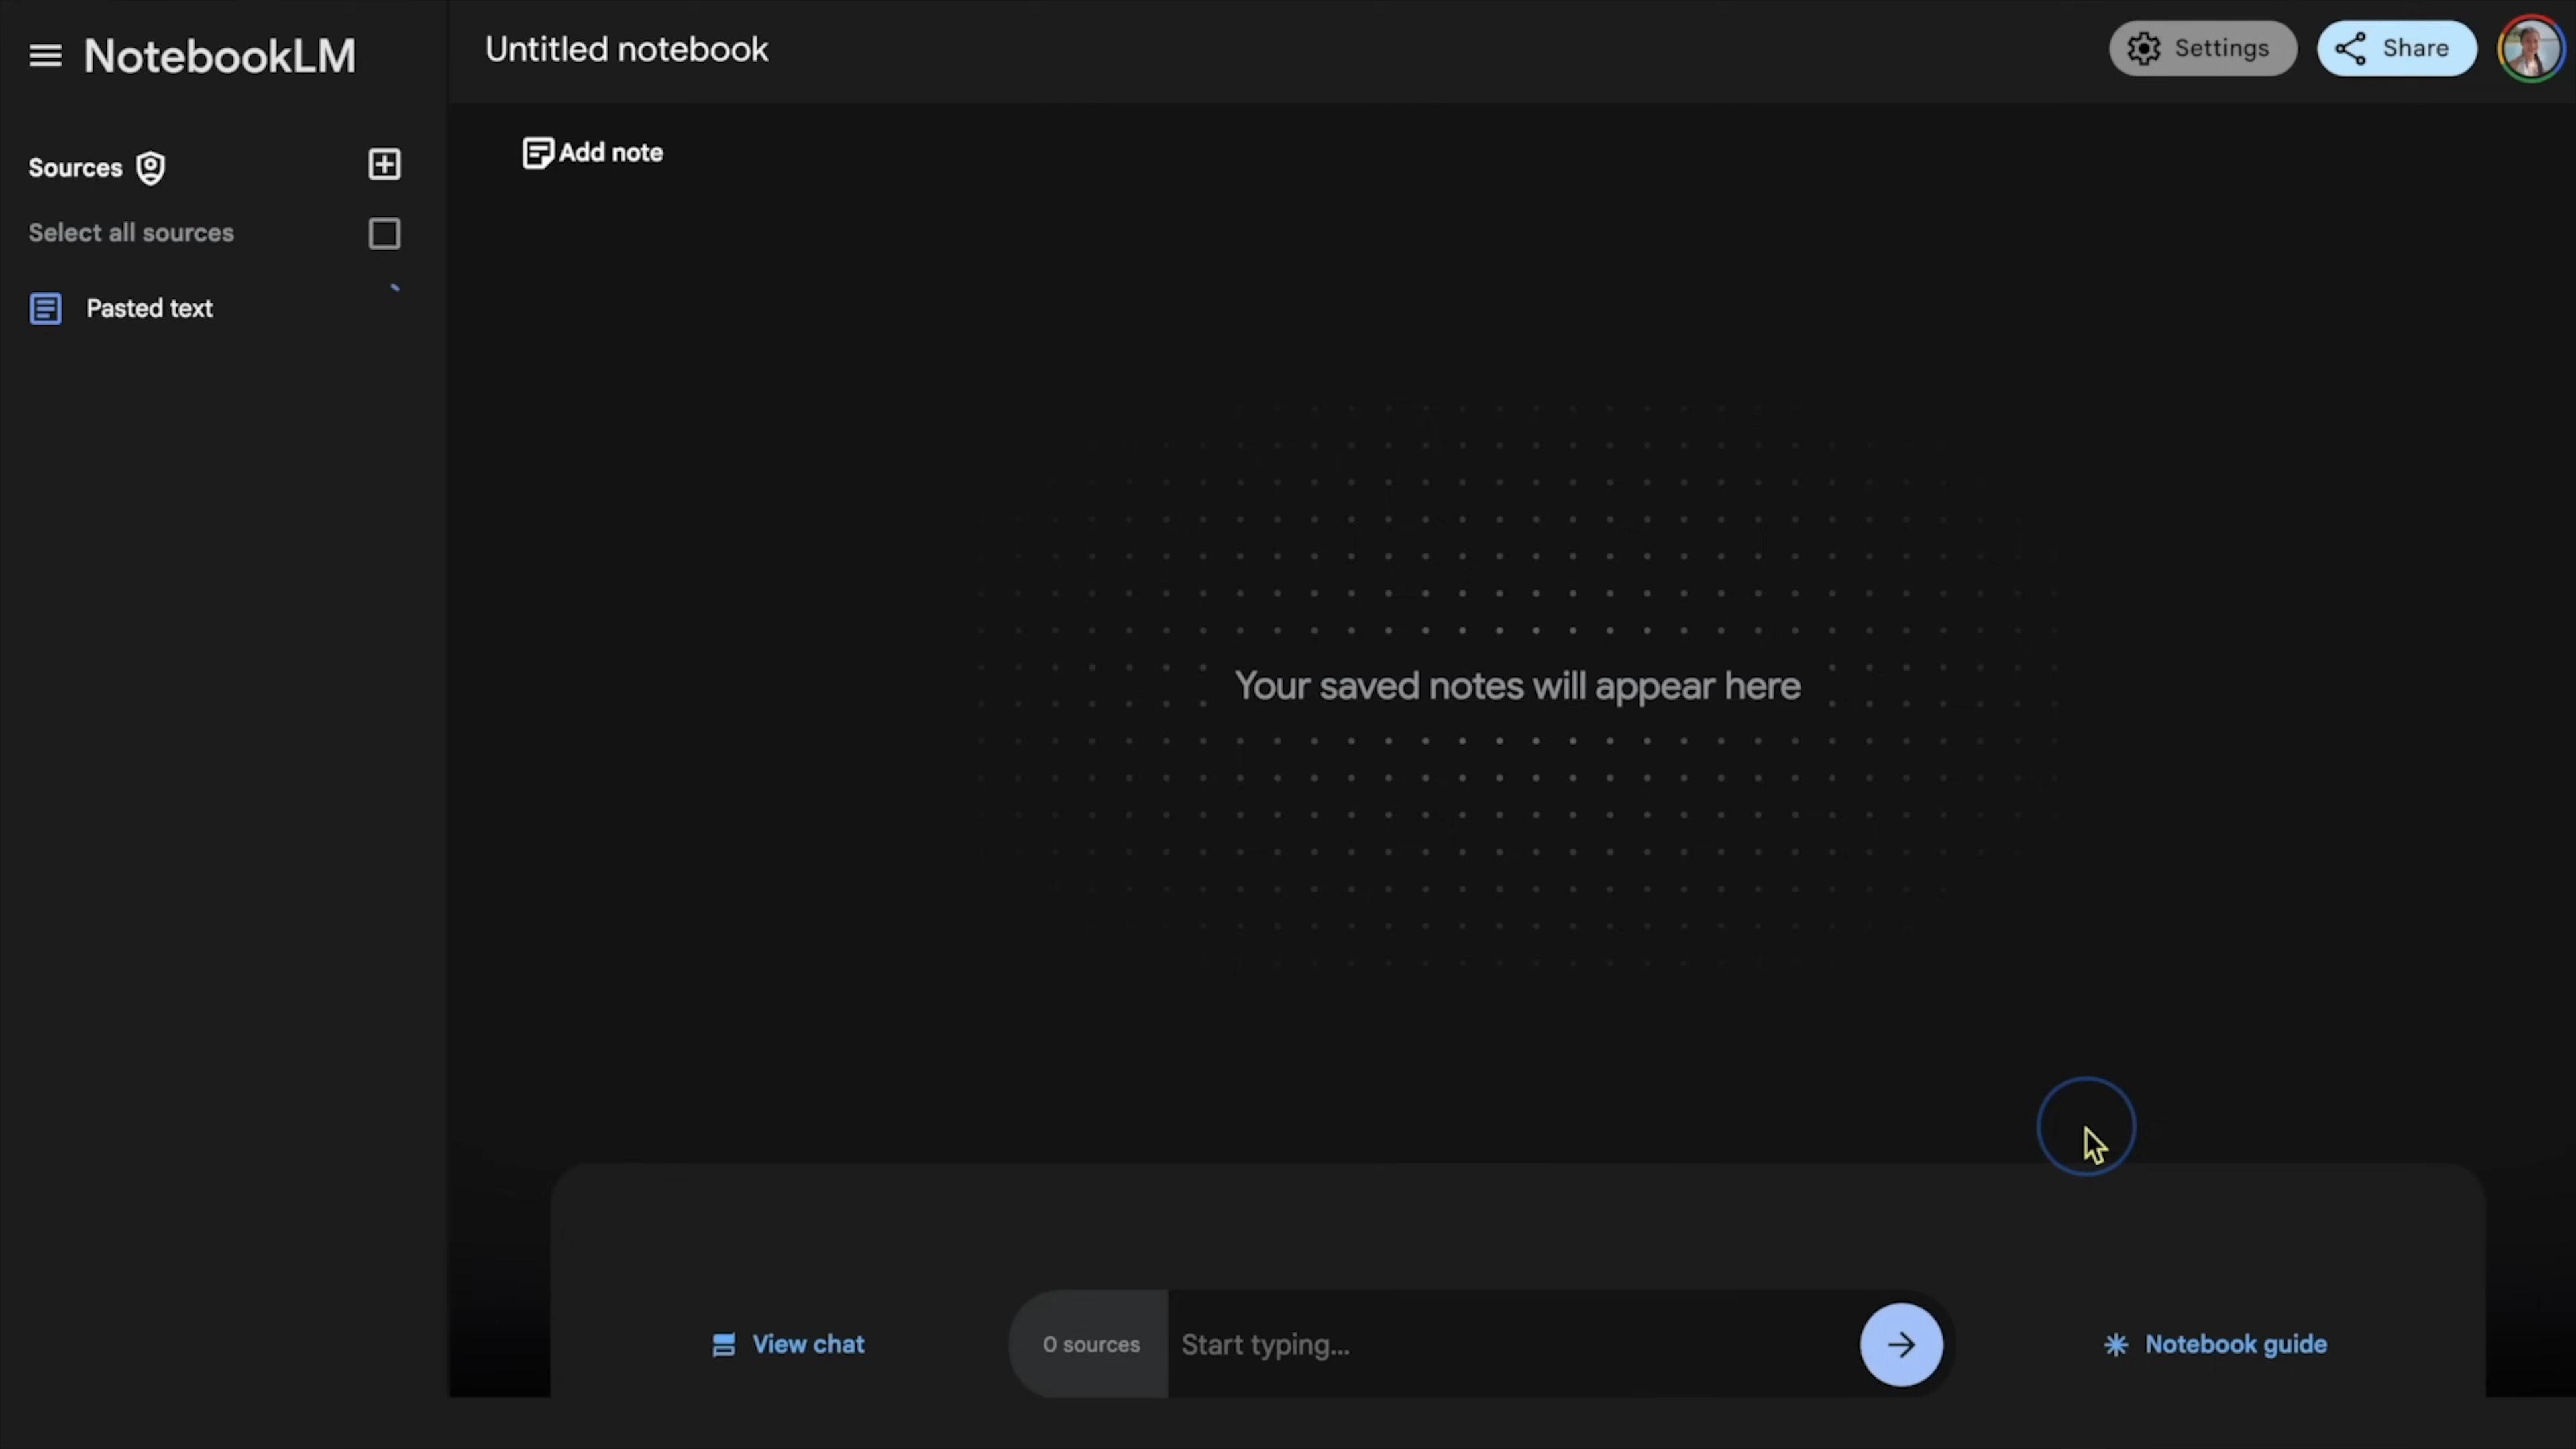 NotebookLM
Untitled notebook
Settings
Share
Sources
Add note
Select all sources
Pasted text
Your saved notes will appear here
View chat
0 sources
Start typing...
Notebook guide